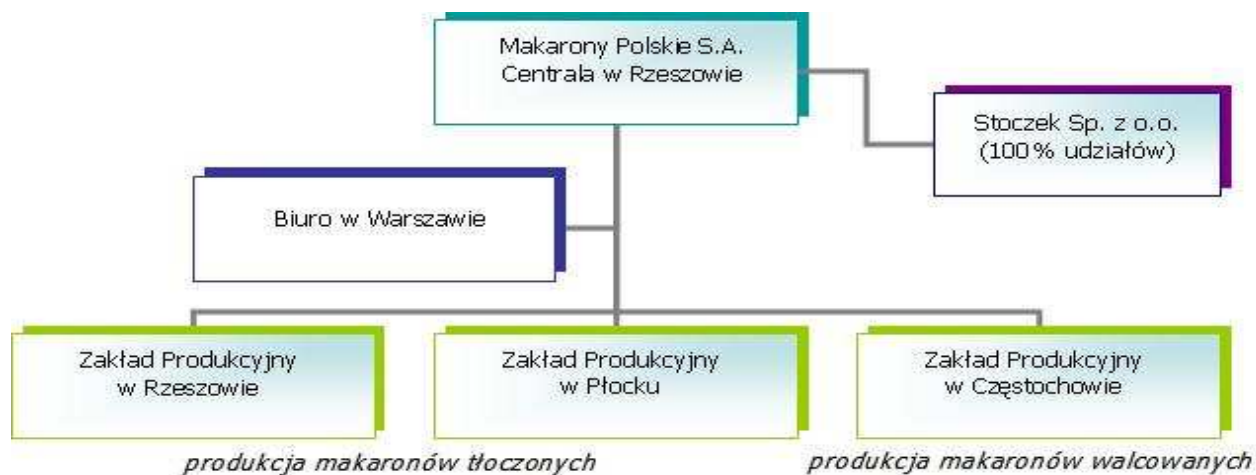 Makarony Polskie S.A.
Centrala w Rzeszowie
Stoczek Sp. z o.o.
(100% udziałów)
Biuro w Warszawie
Zakład Produkcyjny
w Rzeszowie
Zakład Produkcyjny
w Płocku
Zakład Produkcyjny
w Częstochowie
produkcja makaronów tłoczonych
produkcja makaronów walcowanych